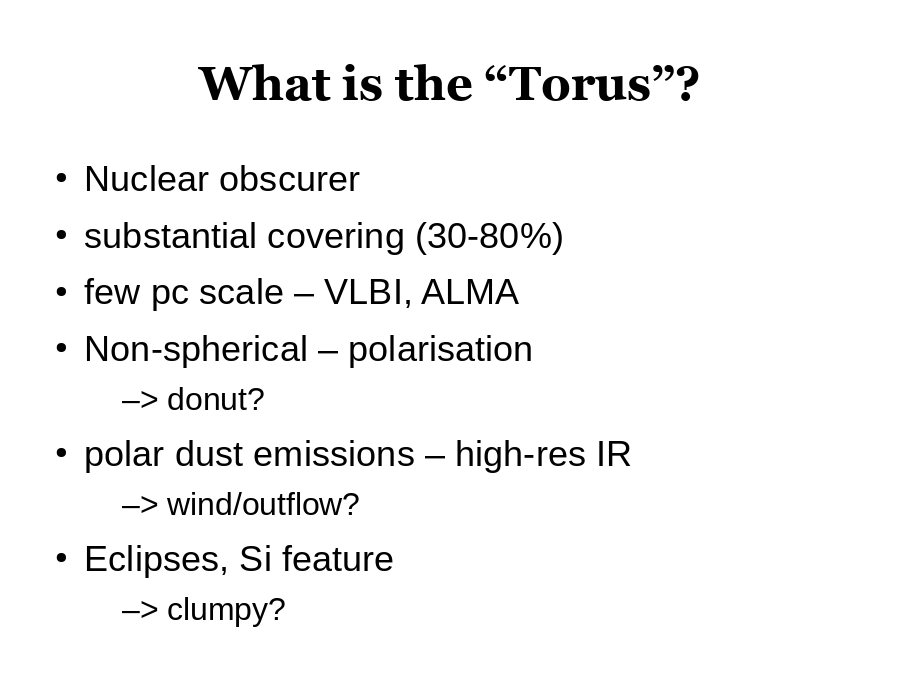 What is the “Torus”?
• Nuclear obscurer
• substantial covering (30-80%)
• few pc scale – VLBI, ALMA
• Non-spherical – polarisation
–> donut?
• polar dust emissions – high-res IR
–> wind/outflow?
• Eclipses, Si feature
–> clumpy?